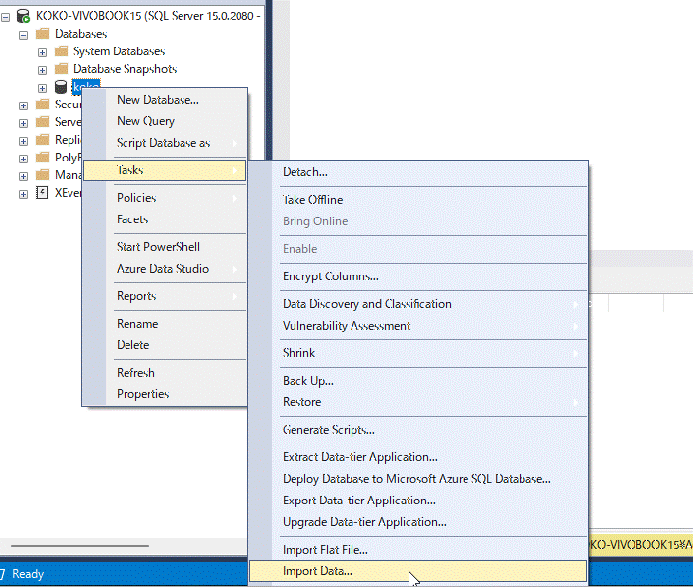 KOKO-VIVOBOOK15 (SQL Server 15.0.2080 -
Databases
System Databases
Database Snapshots
koko
Secu
Serve
Replic
PolyB
Mana
XEven
New Database...
New Query
Script Database as
Tasks
Policies
Facets
Start PowerShell
Azure Data Studio
Reports
Rename
Delete
Refresh
Properties
Detach...
Take Offline
Bring Online
Enable
Encrypt Columns...
Data Discovery and Classification
Vulnerability Assessment
Shrink
Back Up...
Restore
Generate Scripts...
Extract Data-tier Application...
Deploy Database to Microsoft Azure SQL Database...
Export Data-tier Application...
Upgrade Data-tier Application...
Import Flat File...
Import Data...
KO-VIVOBOOK15¥A
Ready